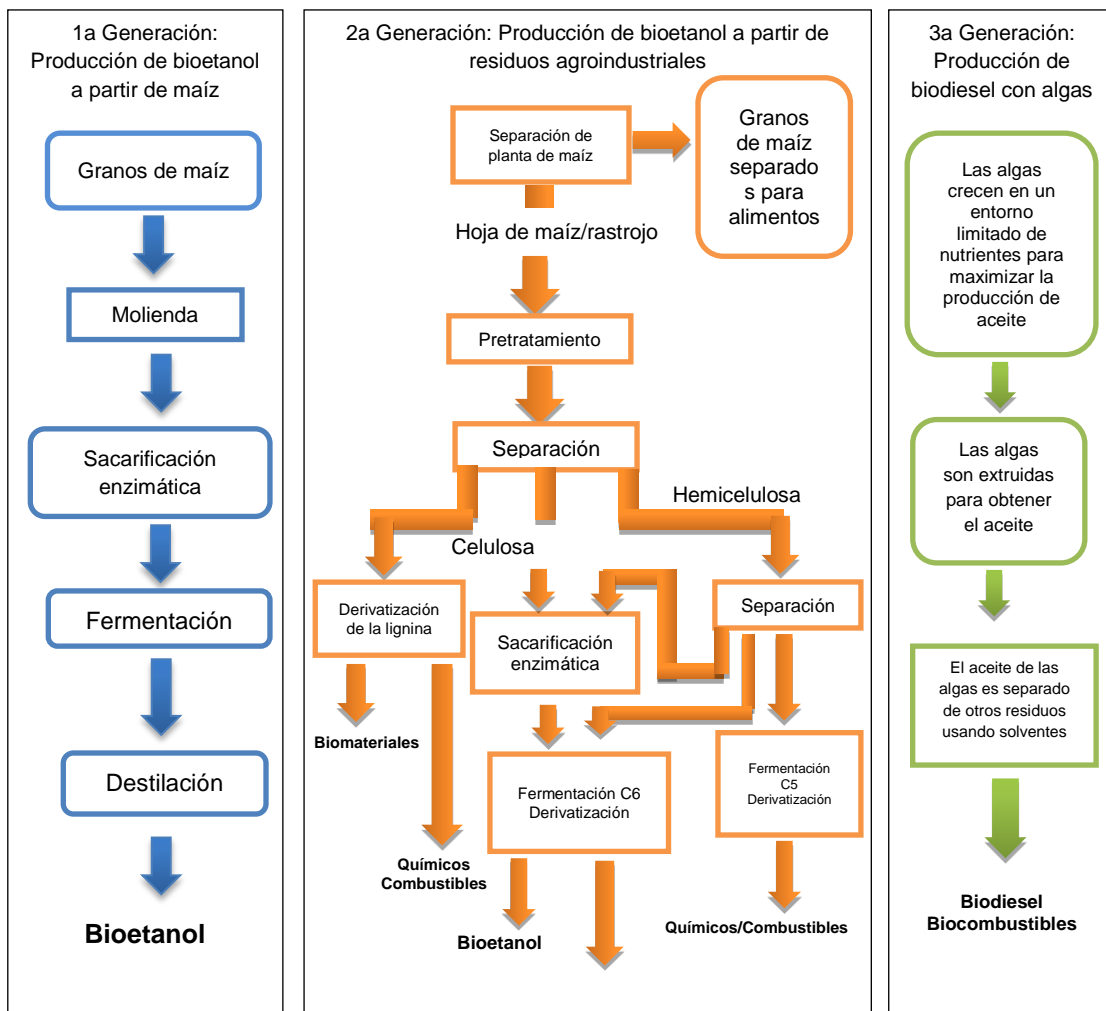 1a Generación:
Producción de bioetanol
a partir de maíz
Granos de maíz
Molienda
Sacarificación
enzimática
Fermentación
Destilación
Bioetanol
2a Generación: Producción de bioetanol a partir de
residuos agroindustriales
Separación de
planta de maíz
Granos
de maíz
separado
s para
alimentos
Hoja de maíz/rastrojo
Pretratamiento
Separación
Hemicelulosa
Celulosa
Derivatización
de la lignina
Sacarificación
enzimática
Separación
Biomateriales
Químicos
Combustibles
Fermentación C6
Derivatización
Fermentación
C5
Derivatización
Bioetanol
Químicos/Combustibles
3a Generación:
Producción de
biodiesel con algas
Las algas
crecen en un
entorno
limitado de
nutrientes para
maximizar la
producción de
aceite
Las algas
son extruidas
para obtener
el aceite
El aceite de las
algas es separado
de otros residuos
usando solventes
Biodiesel
Biocombustibles